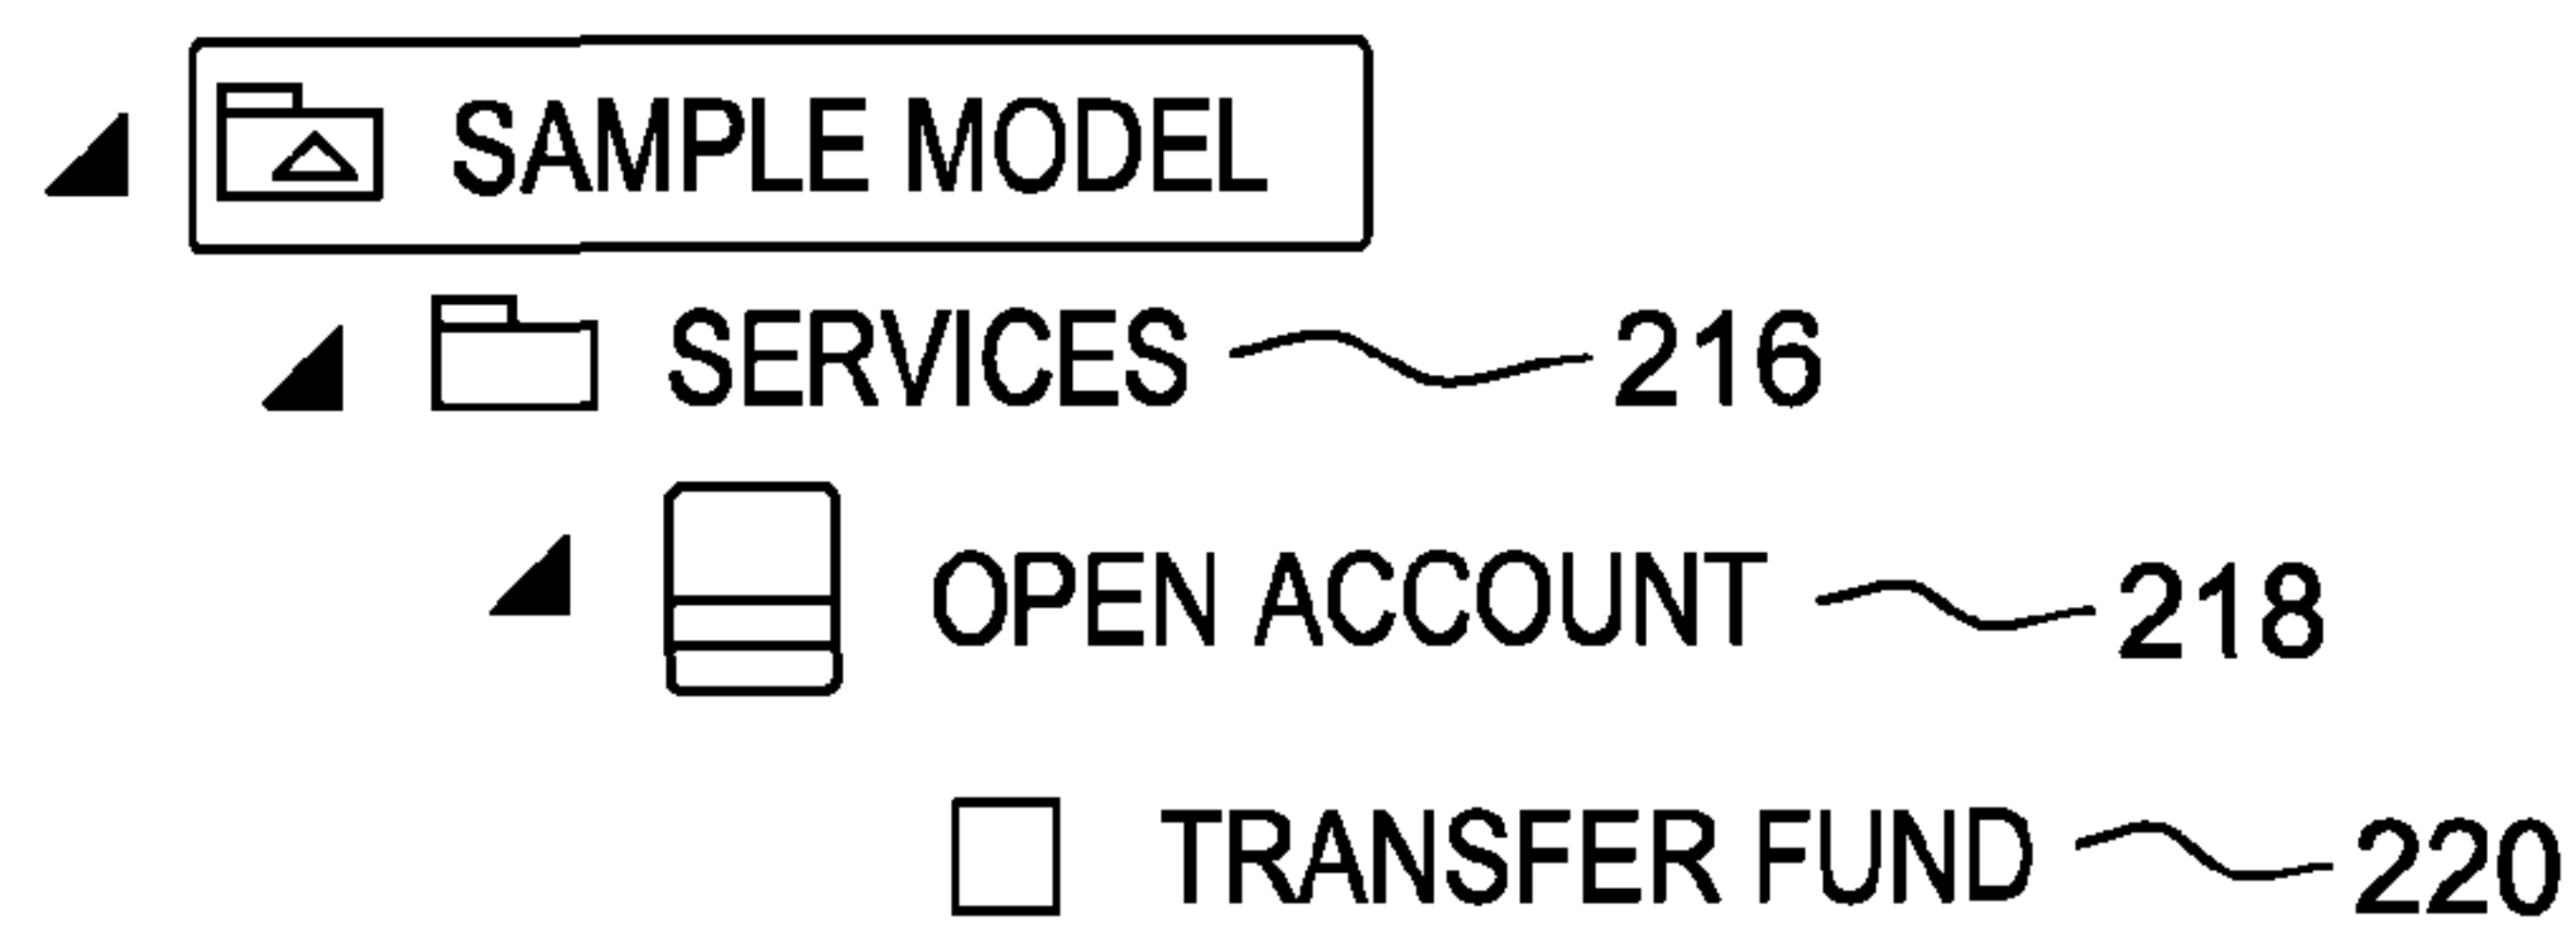 SAMPLE MODEL
SERVICES 216
OPEN ACCOUNT 218
TRANSFER FUND 220